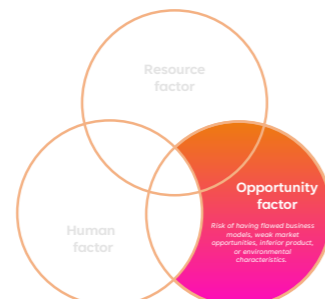 Resource
factor
Opportunity
factor
Risk of having flawed business
models, weak market
opportunities, inferior product,
or environmental
characteristics.
Human
factor